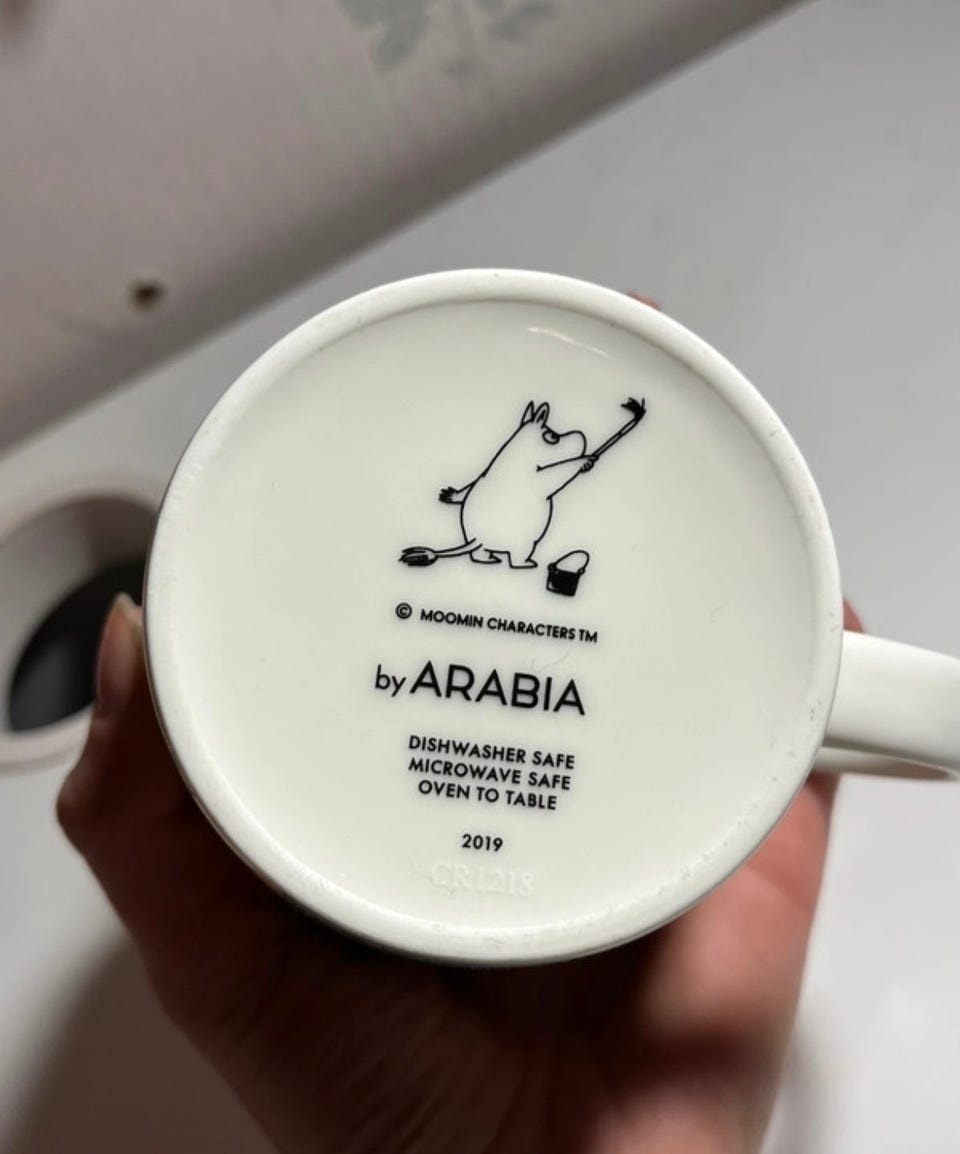 © MOOMIN CHARACTERS TM
by ARABIA
DISHWASHER SAFE
MICROWAVE SAFE
OVEN TO TABLE
2019
CR1218